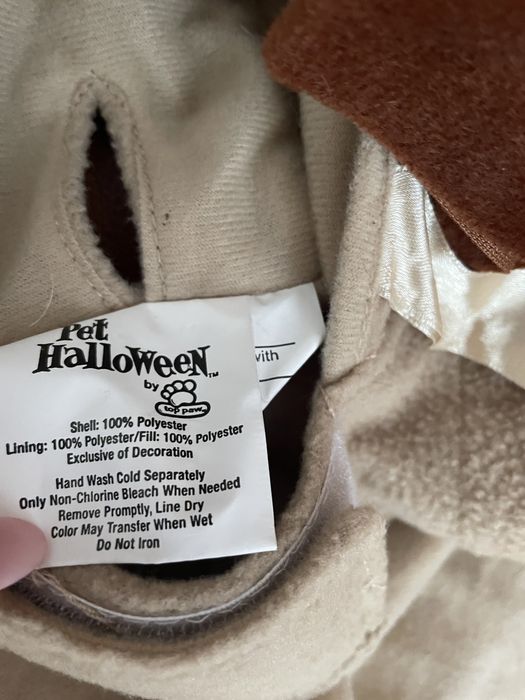 Pet
Halloween™
by
top paw®
with
Shell: 100% Polyester
Lining: 100% Polyester/Fill: 100% Polyester
Exclusive of Decoration
Hand Wash Cold Separately
Only Non-Chlorine Bleach When Needed
Remove Promptly, Line Dry
Color May Transfer When Wet
Do Not Iron